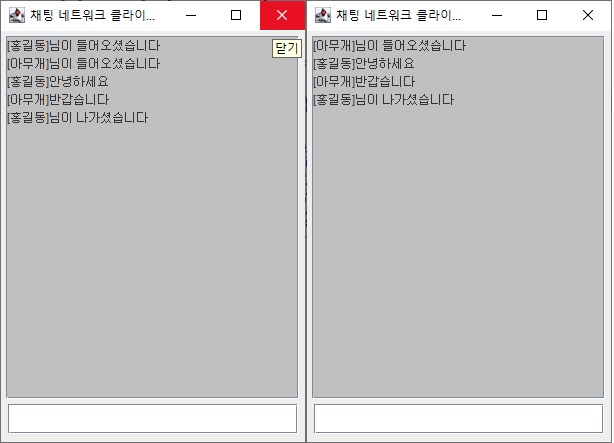 채팅 네트워크 클라이...
[홍길동]님이 들어오셨습니다
닫기
[아무개]님이 들어오셨습니다
[홍길동]안녕하세요
[아무개]반갑습니다
[홍길동]님이 나가셨습니다
채팅 네트워크 클라이...
[아무개]님이 들어오셨습니다
[홍길동]안녕하세요
[아무개]반갑습니다
[홍길동]님이 나가셨습니다